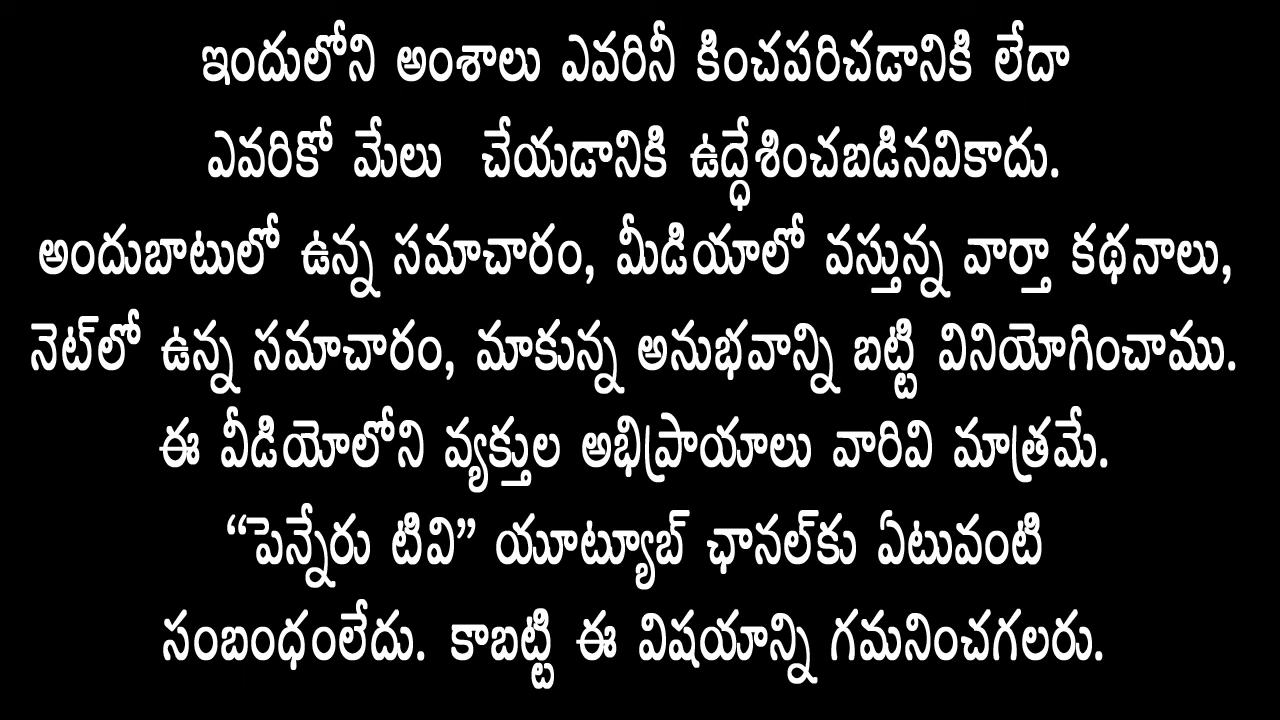 ఇందులోని అంశాలు ఎవరినీ కించపరిచడానికి లేదా
ఎవరికో మేలు చేయడానికి ఉద్ధేశించబడినవికాదు.
అందుబాటులో ఉన్న సమాచారం, మీడియాలో వస్తున్న వార్తా కథనాలు,
నెట్‌లో ఉన్న సమాచారం, మాకున్న అనుభవాన్ని బట్టి వినియోగించాము.
ఈ వీడియోలోని వ్యక్తుల అభిప్రాయాలు వారివి మాత్రమే.
“పెన్నేరు టివి” యూట్యూబ్ ఛానల్‌కు ఏటువంటి
సంబంధంలేదు. కాబట్టి ఈ విషయాన్ని గమనించగలరు.